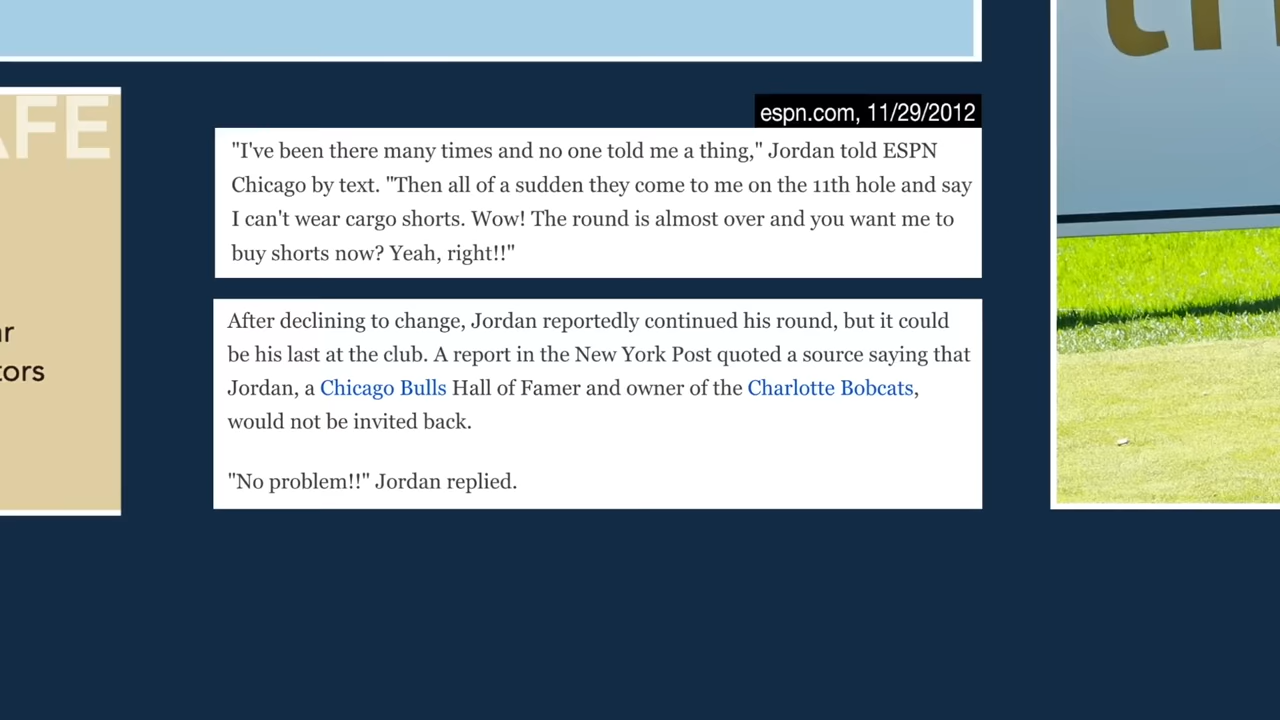 AFE
espn.com, 11/29/2012
"I've been there many times and no one told me a thing," Jordan told ESPN
Chicago by text. "Then all of a sudden they come to me on the 11th hole and say
I can't wear cargo shorts. Wow! The round is almost over and you want me to
buy shorts now? Yeah, right!!"
After declining to change, Jordan reportedly continued his round, but it could
be his last at the club. A report in the New York Post quoted a source saying that
Jordan, a Chicago Bulls Hall of Famer and owner of the Charlotte Bobcats,
would not be invited back.
"No problem!!" Jordan replied.
r
tors